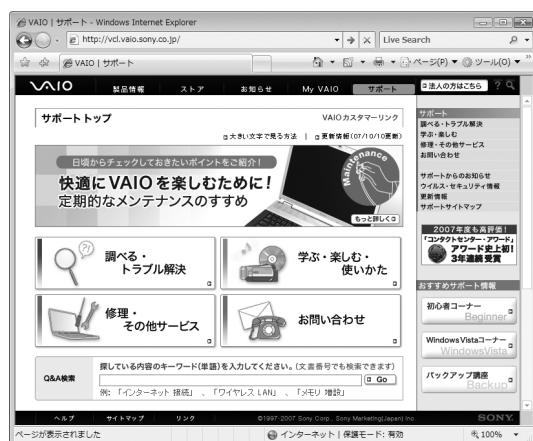 VAIO | サポート - Windows Internet Explorer
http://vcl.vaio.sony.co.jp/
Live Search
VAIO | サポート
ページ(P)
ツール(O)
VAIO
製品情報
ストア
お知らせ
My VAIO
サポート
法人の方はこちら
サポートトップ
VAIOカスタマーリンク
大きい文字で見る方法 | 更新情報(07/10/10更新)
日頃からチェックしておきたいポイントをご紹介!
快適にVAIOを楽しむために!
定期的なメンテナンスのすすめ
Maintenance
もっと詳しく
調べる・
トラブル解決
学ぶ・楽しむ・
使いかた
修理・
その他サービス
お問い合わせ
Q&A検索
探している内容のキーワード(単語)を入力してください。(文書番号でも検索できます)
Go
例: 「インターネット 接続」 、 「ワイヤレス LAN」 、 「メモリ 増設」
サポート
調べる・トラブル解決
学ぶ・楽しむ
修理・その他サービス
お問い合わせ
サポートからのお知らせ
ウイルス・セキュリティ情報
更新情報
サポートサイトマップ
2007年度も高評価!
「コンタクトセンター・アワード」
アワード史上初!
3年連続受賞
おすすめサポート情報
初心者コーナー
Beginner
Windows Vistaコーナー
WindowsVista
バックアップ講座
Backup
ヘルプ
サイトマップ
リンク
©1997-2007 Sony Corp., Sony Marketing(Japan) Inc.
SONY
ページが表示されました
インターネット | 保護モード: 有効
100%